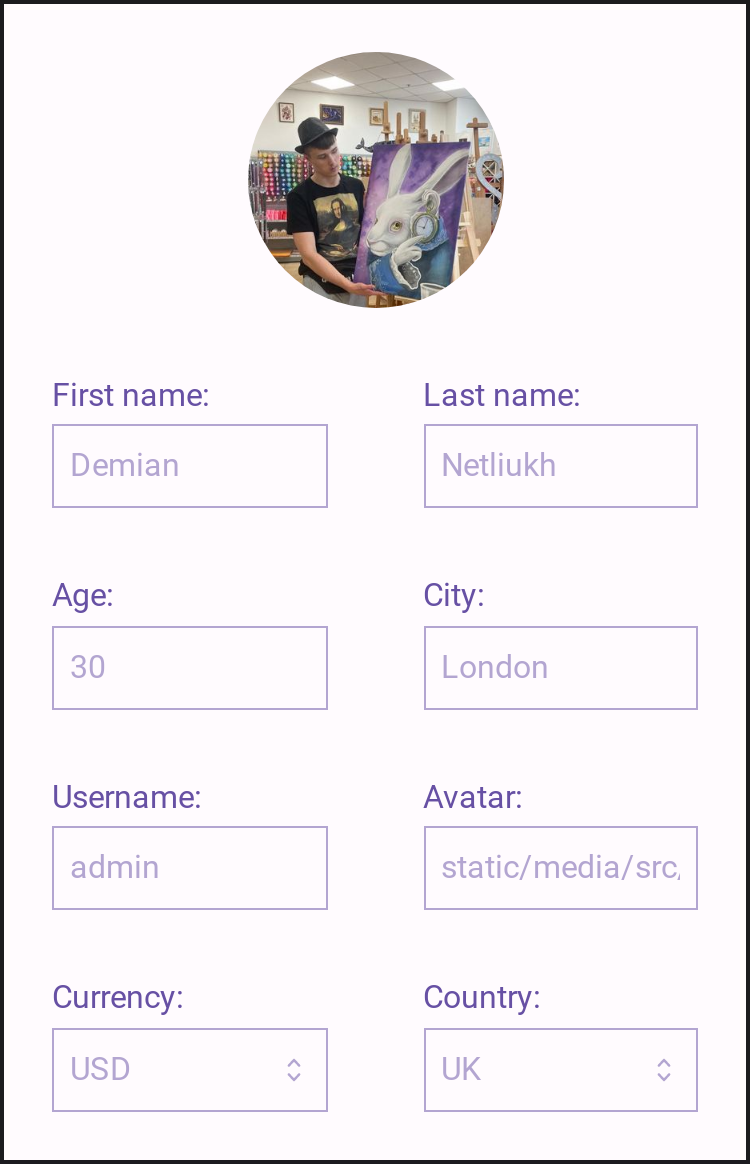 First name: Last name:
Demian Netliukh
Age: City:
30 London
Username: Avatar:
admin static/media/src/
Currency: Country:
USD UK